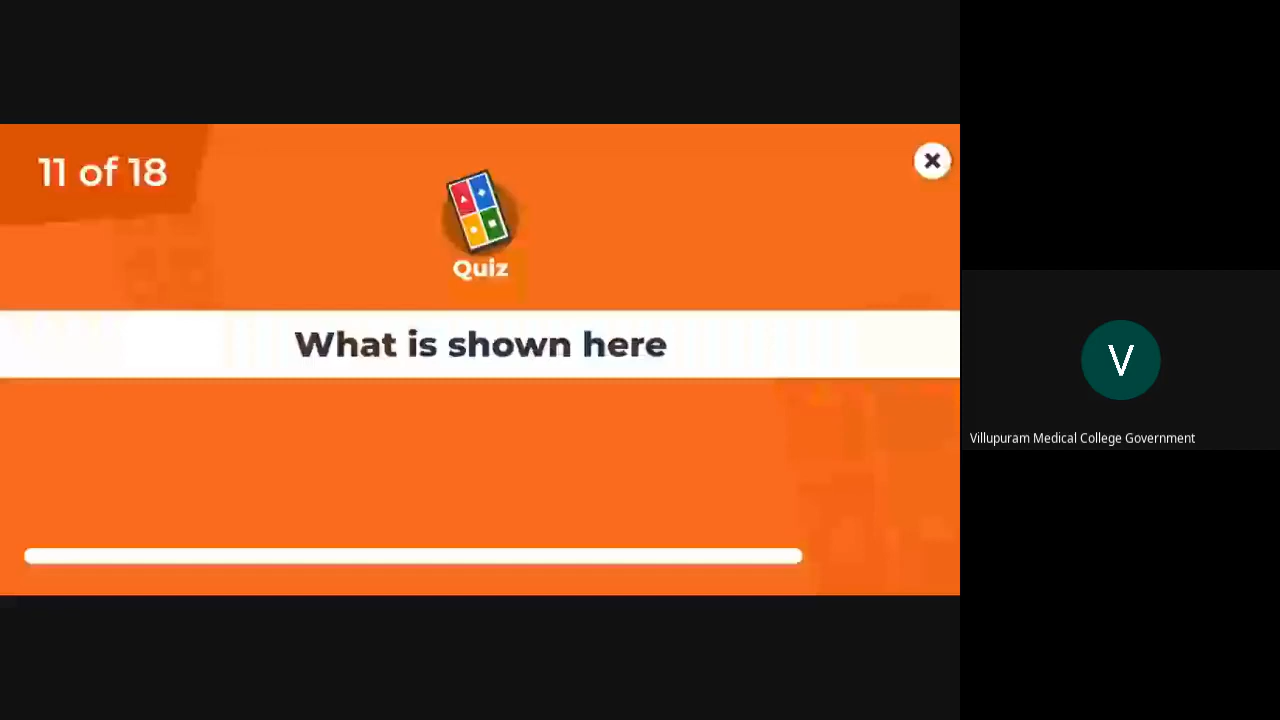 11 of 18
Quiz
What is shown here
V
Villupuram Medical College Government